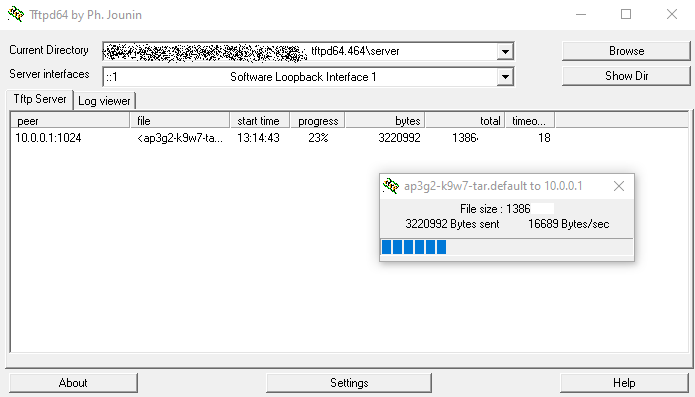 Tftpd64 by Ph. Jounin
Current Directory tftpd64.464\server Browse
Server interfaces ::1 Software Loopback Interface 1 Show Dir
Tftp Server Log viewer
peer file start time progress bytes total timeo...
10.0.0.1:1024 <ap3g2-k9w7-ta... 13:14:43 23% 3220992 1386 18
ap3g2-k9w7-tar.default to 10.0.0.1
File size : 1386
3220992 Bytes sent 16689 Bytes/sec
About Settings Help